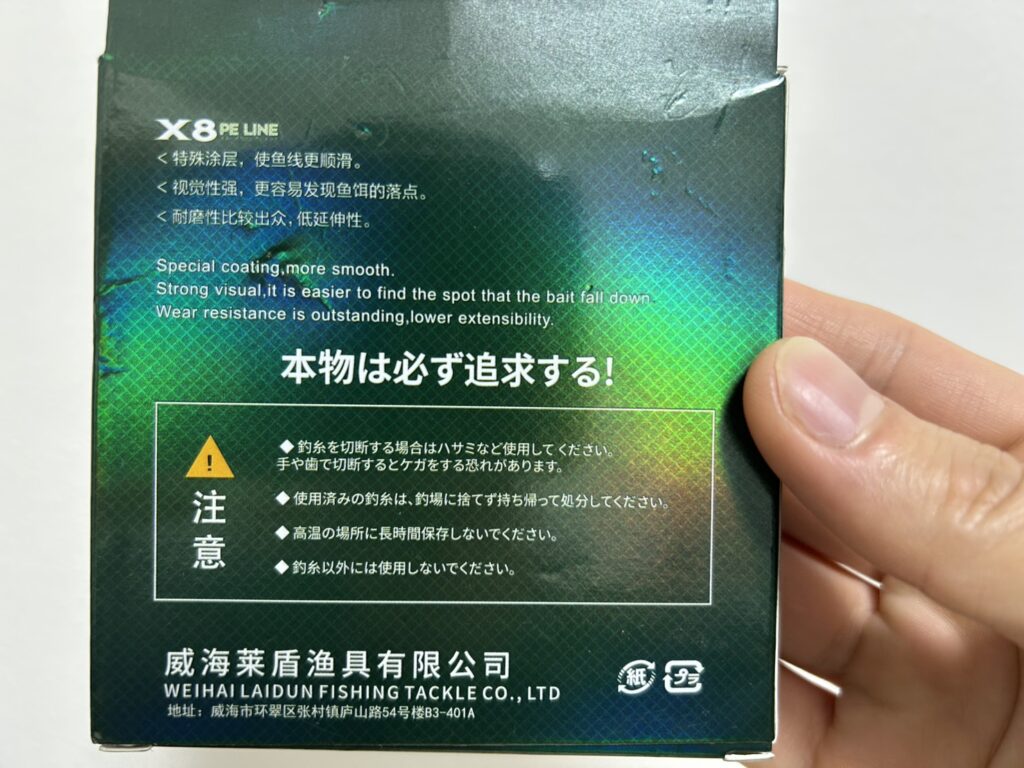 X8 PE LINE
< 特殊涂层，使鱼线更顺滑。
< 视觉性强，更容易发现鱼饵的落点。
< 耐磨性比较出众，低延伸性。
Special coating,more smooth.
Strong visual,it is easier to find the spot that the bait fall down.
Wear resistance is outstanding,lower extensibility.
本物は必ず追求する!
注意
◆ 釣糸を切断する場合はハサミなど使用してください。
手や歯で切断するとケガをする恐れがあります。
◆ 使用済みの釣糸は、釣場に捨てず持ち帰って処分してください。
◆ 高温の場所に長時間保存しないでください。
◆ 釣糸以外には使用しないでください。
威海莱盾渔具有限公司
WEIHAI LAIDUN FISHING TACKLE CO., LTD
地址：威海市环翠区张村镇庐山路54号楼B3-401A
紙 プラ